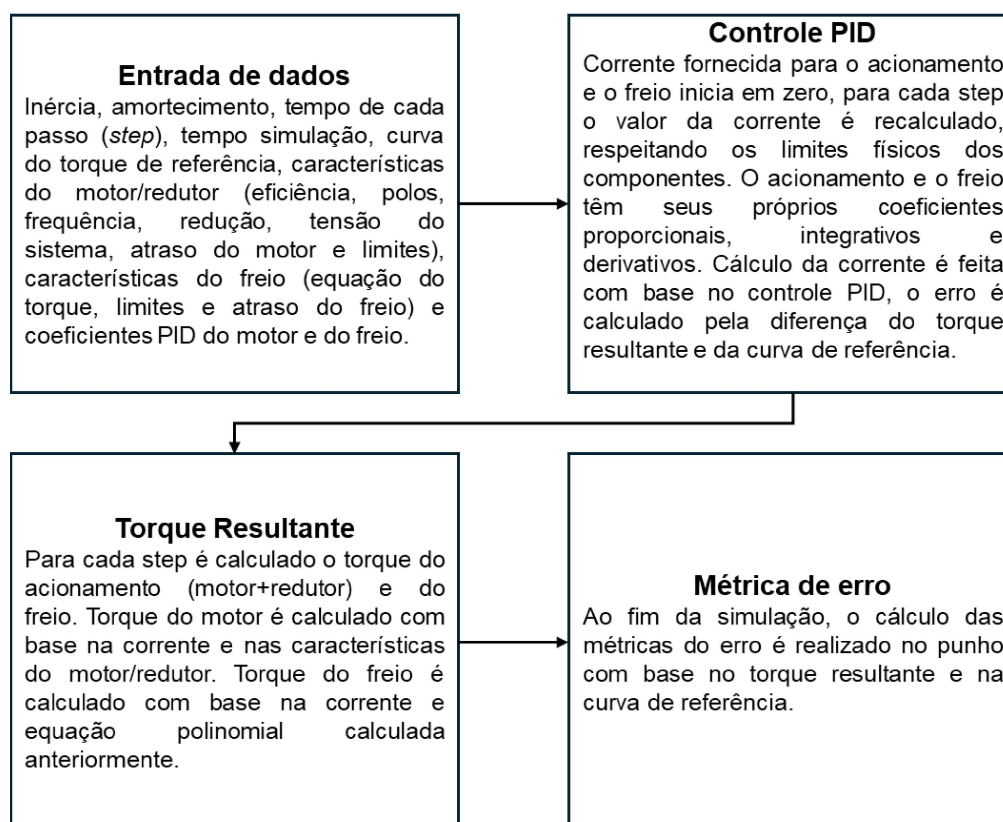 Entrada de dados
Inércia, amortecimento, tempo de cada
passo (step), tempo simulação, curva
do torque de referência, características
do motor/redutor (eficiência, polos,
frequência, redução, tensão do
sistema, atraso do motor e limites),
características do freio (equação do
torque, limites e atraso do freio) e
coeficientes PID do motor e do freio.
Controle PID
Corrente fornecida para o acionamento
e o freio inicia em zero, para cada step
o valor da corrente é recalculado,
respeitando os limites físicos dos
componentes. O acionamento e o freio
têm seus próprios coeficientes
proporcionais, integrativos e
derivativos. Cálculo da corrente é feita
com base no controle PID, o erro é
calculado pela diferença do torque
resultante e da curva de referência.
Torque Resultante
Para cada step é calculado o torque do
acionamento (motor+redutor) e do
freio. Torque do motor é calculado com
base na corrente e nas características
do motor/redutor. Torque do freio é
calculado com base na corrente e
equação polinomial calculada
anteriormente.
Métrica de erro
Ao fim da simulação, o cálculo das
métricas do erro é realizado no punho
com base no torque resultante e na
curva de referência.